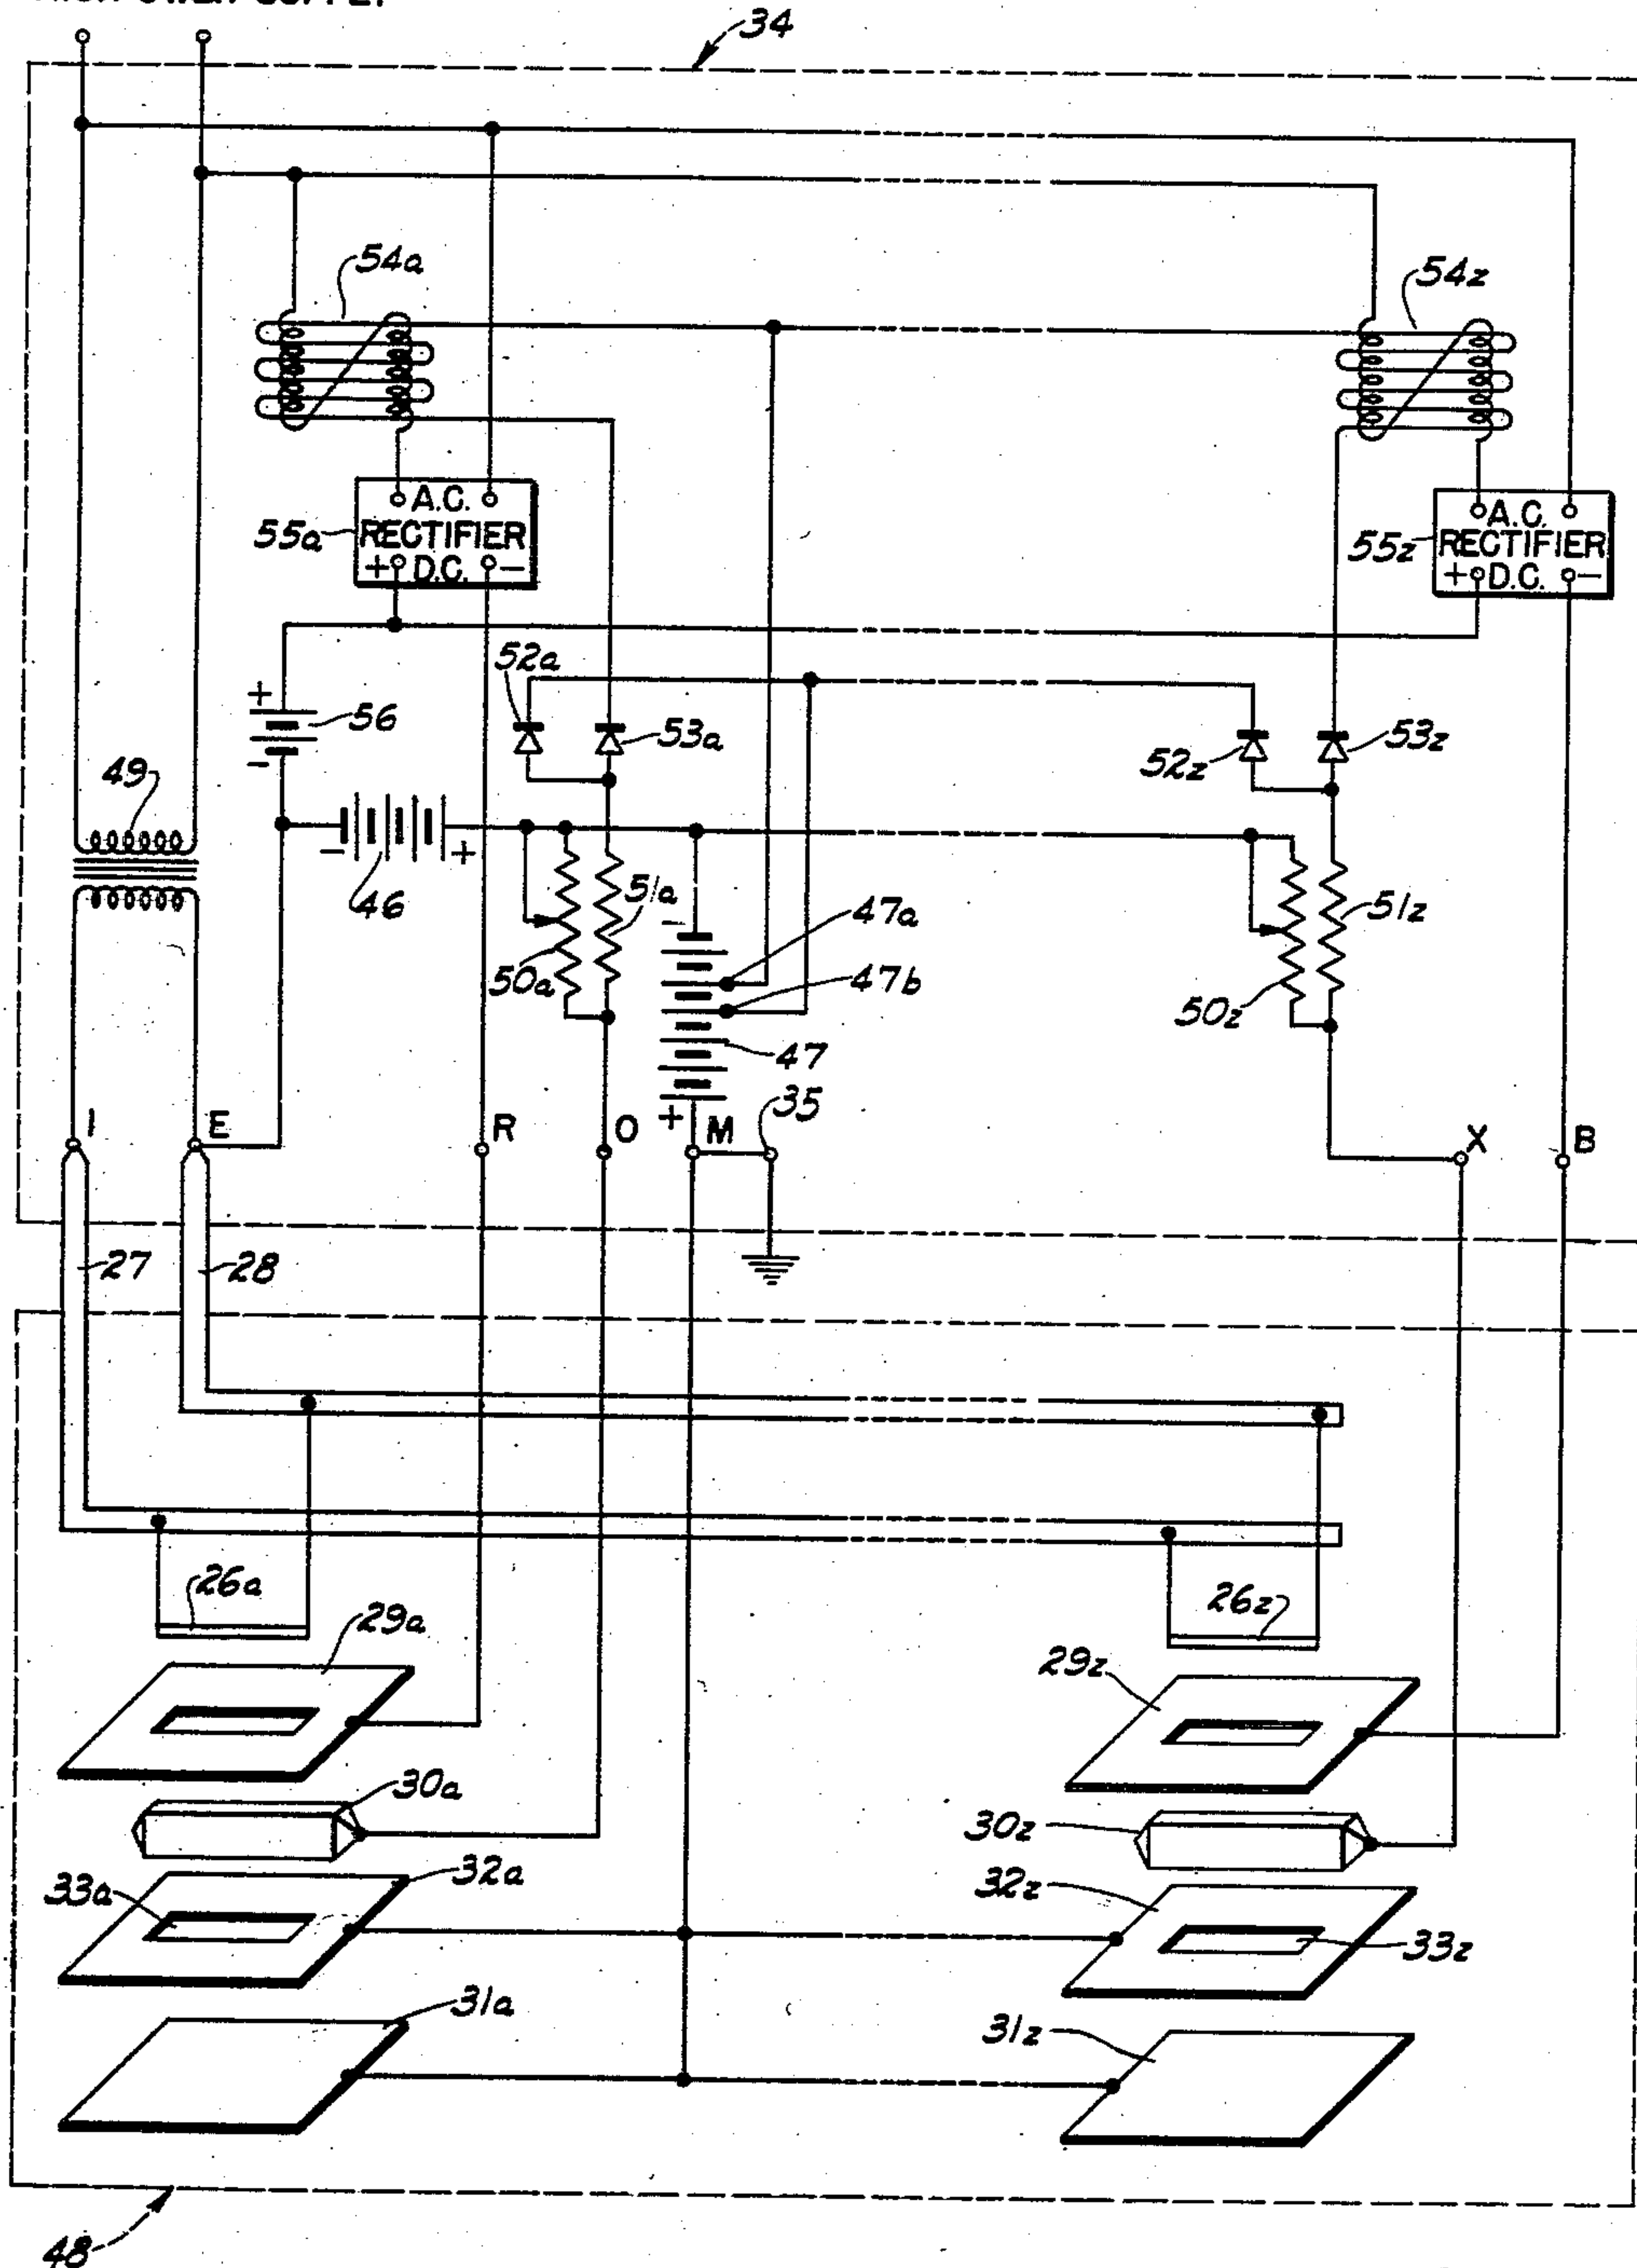 34
54a
54z
A.C.
RECTIFIER
+ D.C. -
55a
A.C.
RECTIFIER
+ D.C. -
55z
52a
+
56
-
53a
52z
53z
49
- +
46
51a
50a
-
47a
47b
51z
50z
47
+
35
I
E
R
O
M
X
B
27
28
26a
26z
29a
29z
30a
30z
32a
33a
32z
33z
31a
31z
48